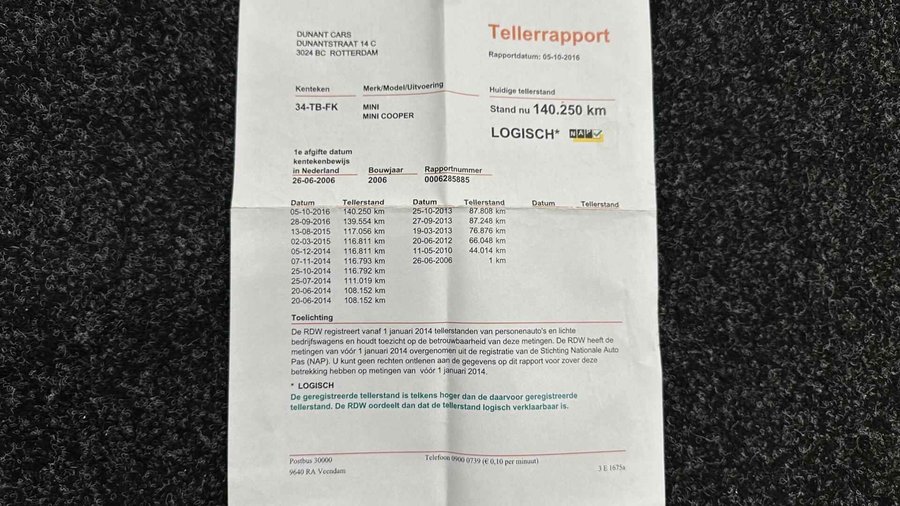 DUNANT CARS
DUNANTSTRAAT 14 C
3024 BC ROTTERDAM
Tellerrapport
Rapportdatum: 05-10-2016
Kenteken
Merk/Model/Uitvoering
Huidige tellerstand
34-TB-FK
MINI
MINI COOPER
Stand nu 140.250 km
LOGISCH* NAP
1e afgifte datum
kentekenbewijs
in Nederland
Bouwjaar
Rapportnummer
26-06-2006
2006
0006285885
Datum Tellerstand Datum Tellerstand Datum Tellerstand
05-10-2016 140.250 km 25-10-2013 87.808 km
28-09-2016 139.554 km 27-09-2013 87.248 km
13-08-2015 117.056 km 19-03-2013 76.876 km
02-03-2015 116.811 km 20-06-2012 66.048 km
05-12-2014 116.811 km 11-05-2010 44.014 km
07-11-2014 116.793 km 26-06-2006 1 km
25-10-2014 116.792 km
25-07-2014 111.019 km
20-06-2014 108.152 km
20-06-2014 108.152 km
Toelichting
De RDW registreert vanaf 1 januari 2014 tellerstanden van personenauto's en lichte
bedrijfswagens en houdt toezicht op de betrouwbaarheid van deze metingen. De RDW heeft de
metingen van vóór 1 januari 2014 overgenomen uit de registratie van de Stichting Nationale Auto
Pas (NAP). U kunt geen rechten ontlenen aan de gegevens op dit rapport voor zover deze
betrekking hebben op metingen van vóór 1 januari 2014.
* LOGISCH
De geregistreerde tellerstand is telkens hoger dan de daarvoor geregistreerde
tellerstand. De RDW oordeelt dan dat de tellerstand logisch verklaarbaar is.
Postbus 30000
9640 RA Veendam
Telefoon 0900 0739 (€ 0,10 per minuut)
3 E 1675a